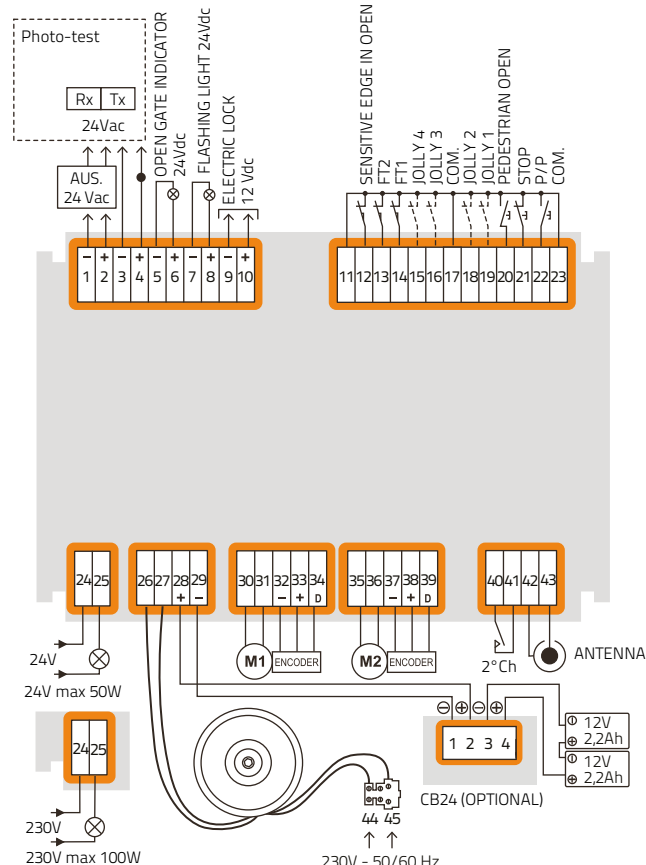 Photo-test
Rx Tx
24Vac
AUS.
24 Vac
OPEN GATE INDICATOR
24Vdc
FLASHING LIGHT 24Vdc
ELECTRIC LOCK
12 Vdc
SENSITIVE EDGE IN OPEN
FT2
FT1
JOLLY 4
JOLLY 3
COM.
JOLLY 2
JOLLY 1
PEDESTRIAN OPEN
STOP
P/P
COM.
− + − + − + − + − +
1 2 3 4 5 6 7 8 9 10
11 12 13 14 15 16 17 18 19 20 21 22 23
24 25
26 27 28 29
+ −
30 31 32 33 34
− + D
35 36 37 38 39
− + D
40 41 42 43
24V
24V max 50W
M1
ENCODER
M2
ENCODER
2°Ch
ANTENNA
⊖ ⊕ ⊖ ⊕
1 2 3 4
CB24 (OPTIONAL)
12V
⊕ 2,2Ah
12V
⊕ 2,2Ah
24 25
230V
230V max 100W
44 45
230V - 50/60 Hz